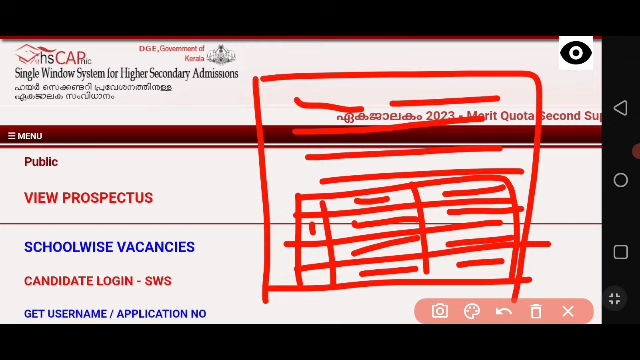 hsCAP
DGE,Government of
Kerala
Single Window System for Higher Secondary Admissions
ഹയർ സെക്കണ്ടറി പ്രവേശനത്തിനുള്ള
ഏകജാലക സംവിധാനം
ഏകജാലകം 2023 - Merit Quota Second Sup
☰ MENU
Public
VIEW PROSPECTUS
SCHOOLWISE VACANCIES
CANDIDATE LOGIN - SWS
GET USERNAME / APPLICATION NO